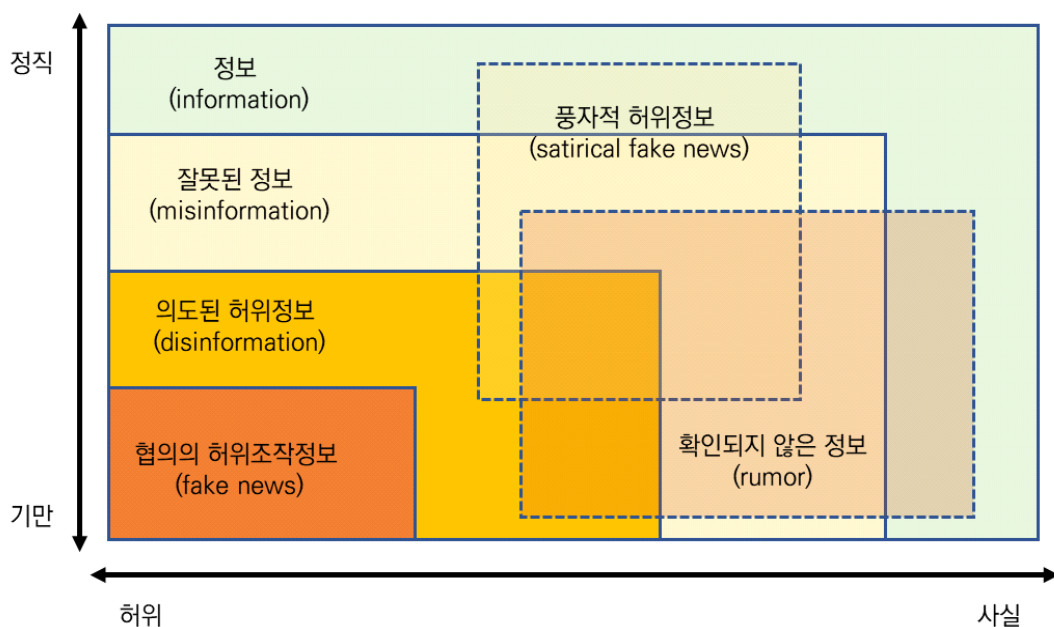 정직
정보
(information)
풍자적 허위정보
(satirical fake news)
잘못된 정보
(misinformation)
의도된 허위정보
(disinformation)
협의의 허위조작정보
(fake news)
확인되지 않은 정보
(rumor)
기만
허위
사실